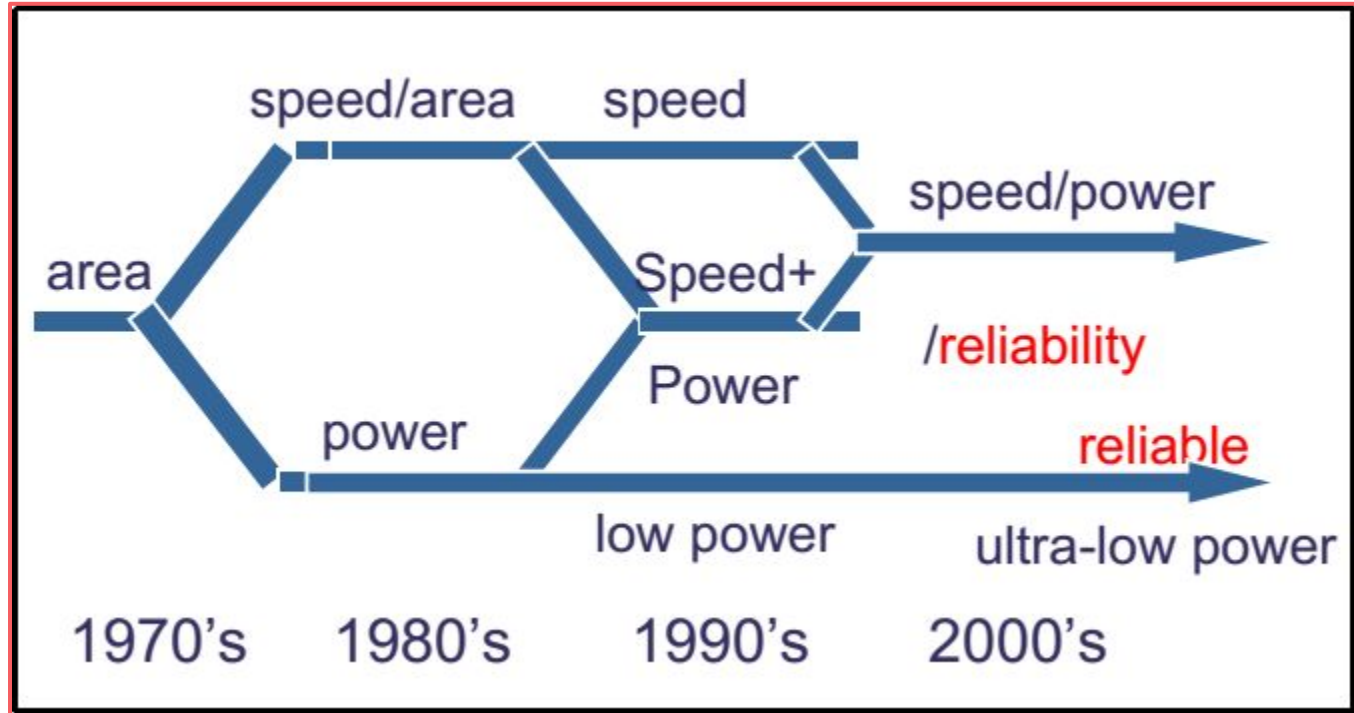 speed/area speed
speed/power
area
Speed+
/reliability
Power
power
reliable
low power
ultra-low power
1970's 1980's 1990's 2000's